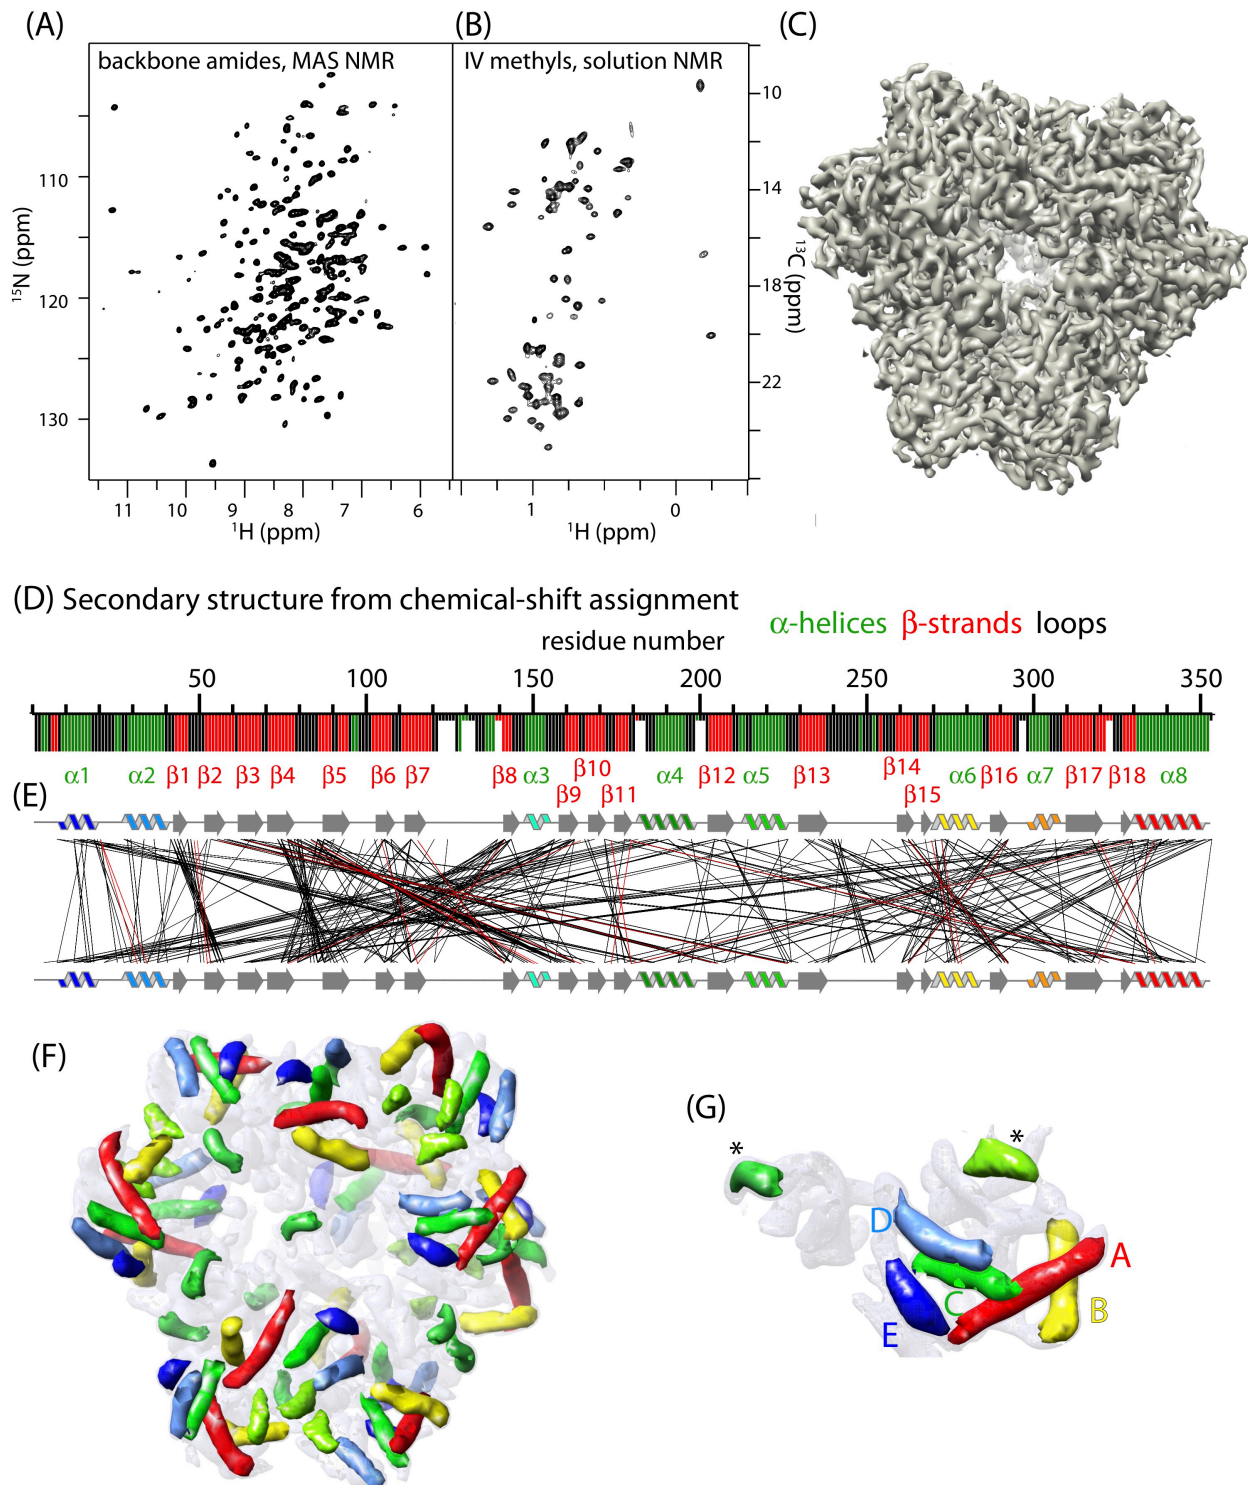 (A)
(B)
(C)
backbone amides, MAS NMR
IV methyls, solution NMR
110
120
130
¹⁵N (ppm)
11 10 9 8 7 6
¹H (ppm)
1 0
¹H (ppm)
10
14
18
22
¹³C (ppm)
(D) Secondary structure from chemical-shift assignment
α-helices β-strands loops
residue number
50 100 150 200 250 300 350
α1 α2 β1 β2 β3 β4 β5 β6 β7 β8 α3 β9 β10 β11 α4 β12 α5 β13 β14 β15 α6 β16 α7 β17 β18 α8
(E)
(F)
(G)
*
*
D
A
C
B
E